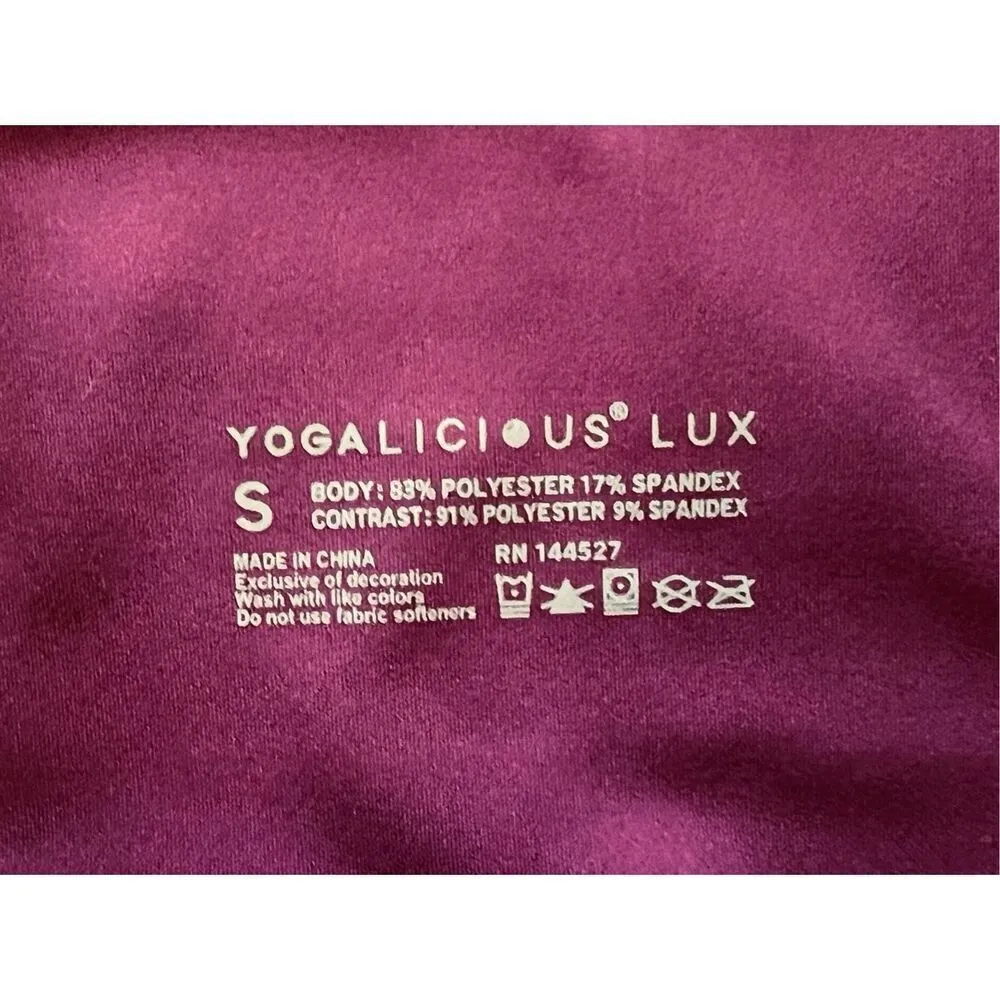 YOGALICIOUS® LUX
S
BODY: 83% POLYESTER 17% SPANDEX
CONTRAST: 91% POLYESTER 9% SPANDEX
MADE IN CHINA
Exclusive of decoration
Wash with like colors
Do not use fabric softeners
RN 144527